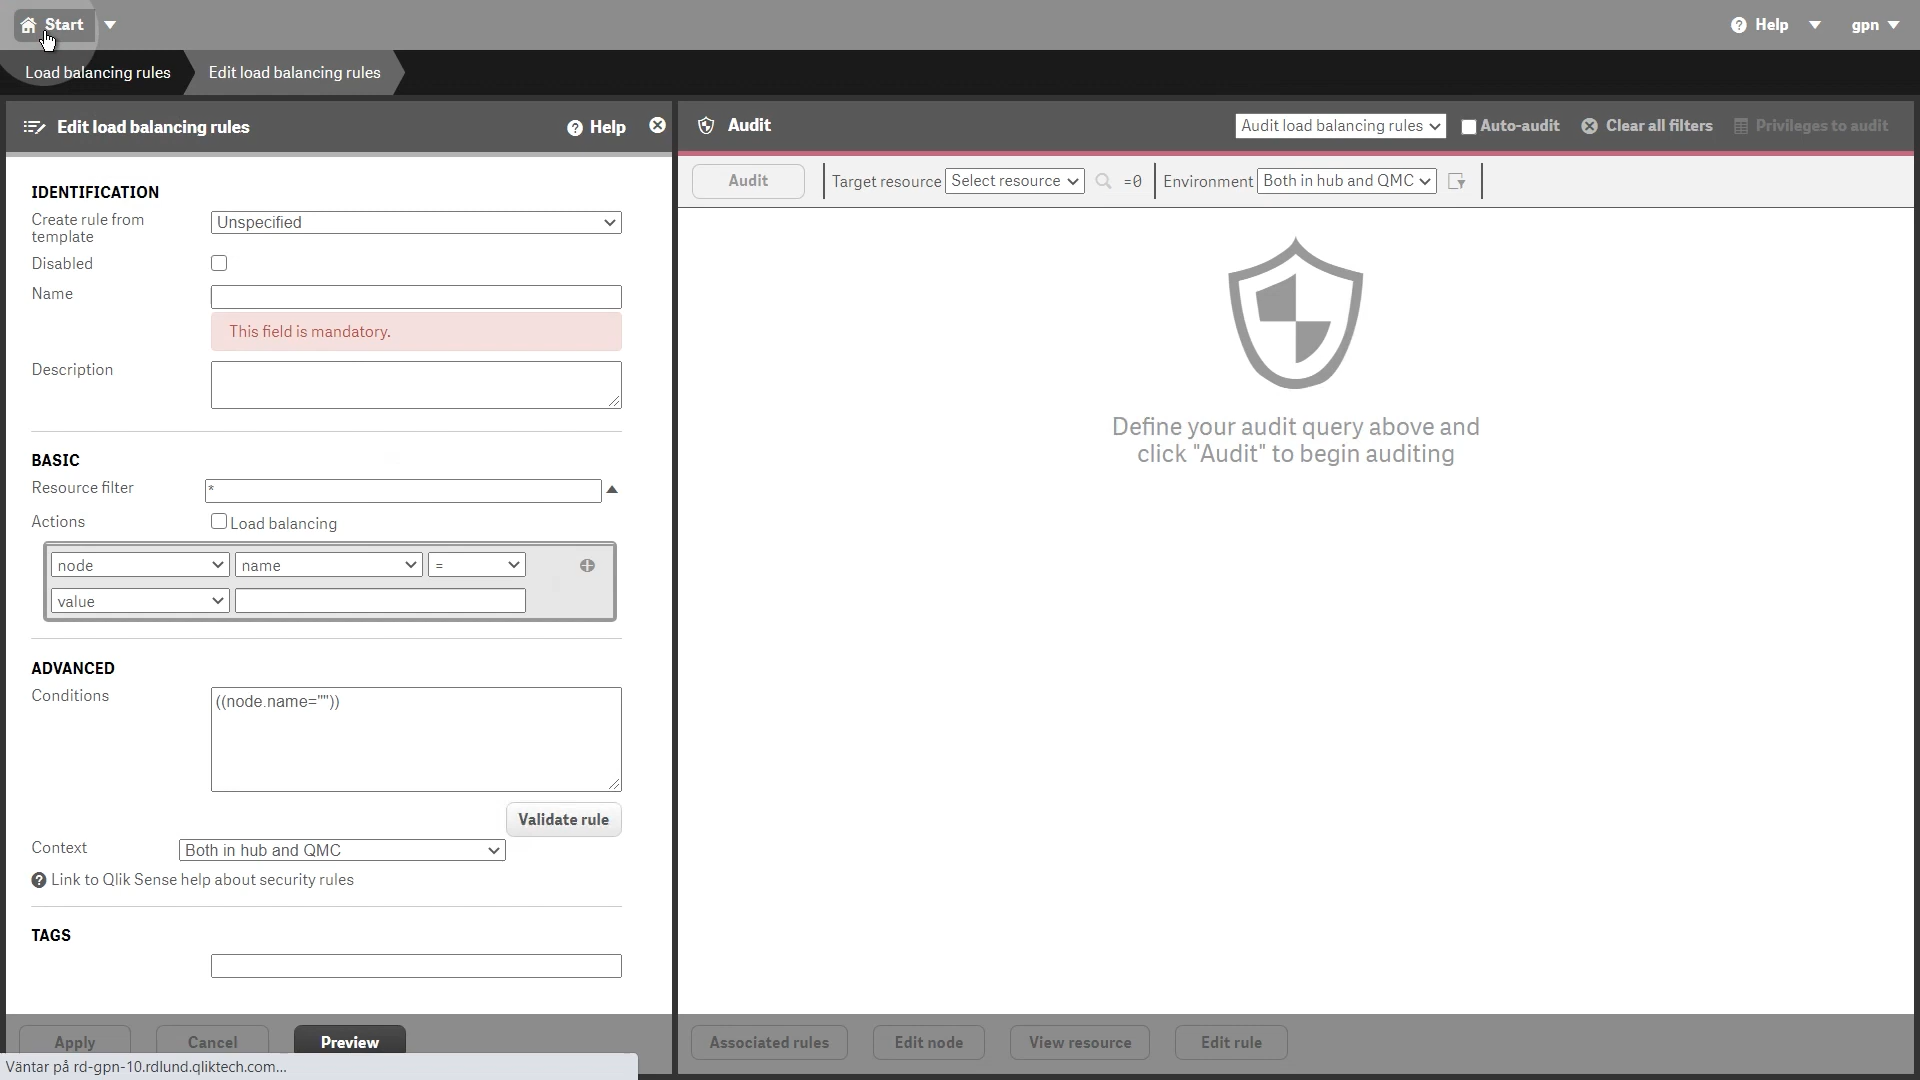 Start
Help
gpn
Load balancing rules
Edit load balancing rules
Edit load balancing rules
Help
IDENTIFICATION
Create rule from
template
Unspecified
Disabled
Name
This field is mandatory.
Description
BASIC
Resource filter
*
Actions
Load balancing
node
name
=
value
ADVANCED
Conditions
((node.name=""))
Validate rule
Context
Both in hub and QMC
Link to Qlik Sense help about security rules
TAGS
Apply
Cancel
Preview
Väntar på rd-gpn-10.rdlund.qliktech.com...
Audit
Audit load balancing rules
Auto-audit
Clear all filters
Privileges to audit
Audit
Target resource
Select resource
=0
Environment
Both in hub and QMC
Define your audit query above and
click "Audit" to begin auditing
Associated rules
Edit node
View resource
Edit rule